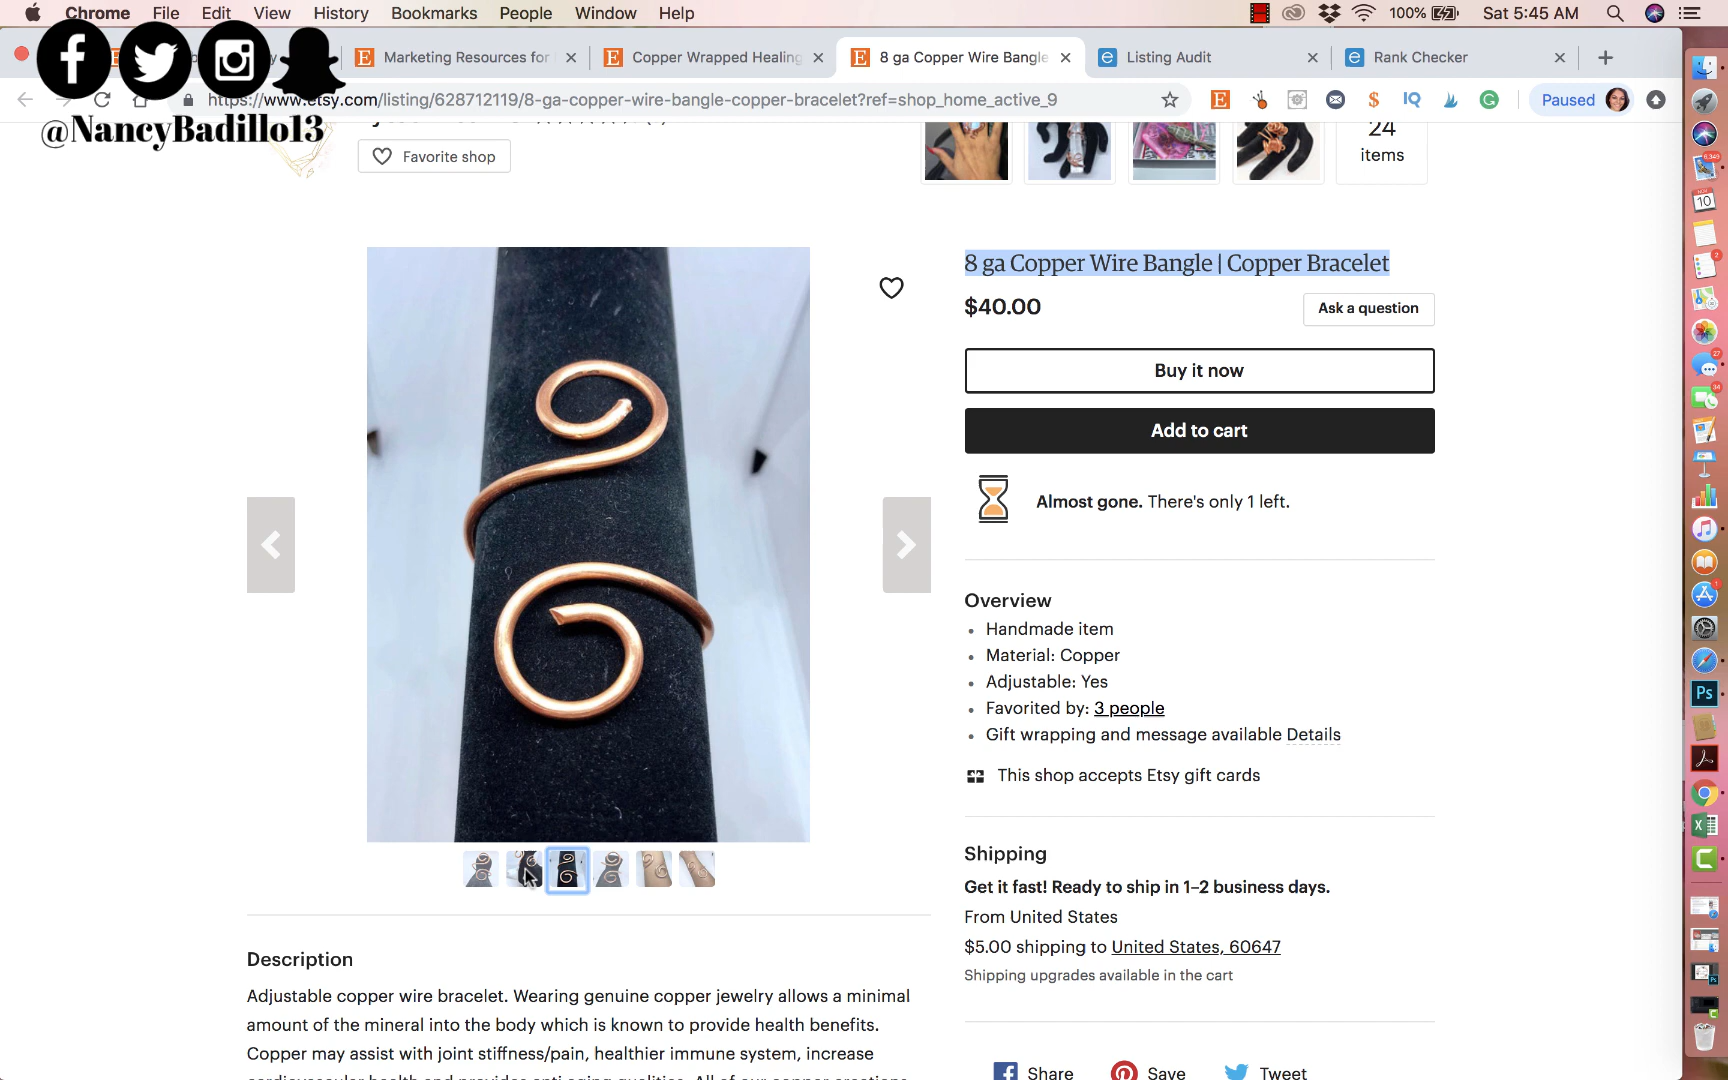 Chrome File Edit View History Bookmarks People Window Help 100% Sat 5:45 AM
Marketing Resources for Copper Wrapped Healing 8 ga Copper Wire Bangle Listing Audit Rank Checker
https://www.etsy.com/listing/628712119/8-ga-copper-wire-bangle-copper-bracelet?ref=shop_home_active_9 Paused
@NancyBadillo13
Favorite shop
24
items
8 ga Copper Wire Bangle | Copper Bracelet
$40.00
Ask a question
Buy it now
Add to cart
Almost gone. There's only 1 left.
Overview
Handmade item
Material: Copper
Adjustable: Yes
Favorited by: 3 people
Gift wrapping and message available Details
This shop accepts Etsy gift cards
Shipping
Get it fast! Ready to ship in 1–2 business days.
From United States
$5.00 shipping to United States, 60647
Shipping upgrades available in the cart
Share Save Tweet
Description
Adjustable copper wire bracelet. Wearing genuine copper jewelry allows a minimal
amount of the mineral into the body which is known to provide health benefits.
Copper may assist with joint stiffness/pain, healthier immune system, increase